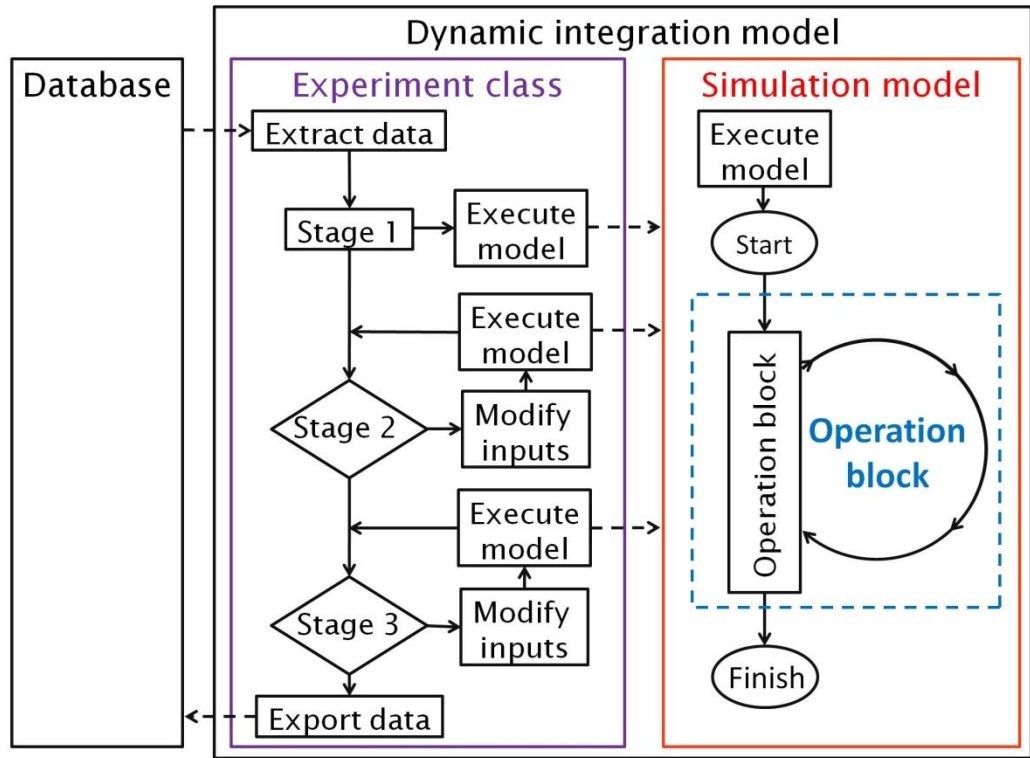 Dynamic integration model
Database
Experiment class
Extract data
Stage 1
Execute
model
Execute
model
Stage 2
Modify
inputs
Execute
model
Stage 3
Modify
inputs
Export data
Simulation model
Execute
model
Start
Operation block
Operation
block
Finish